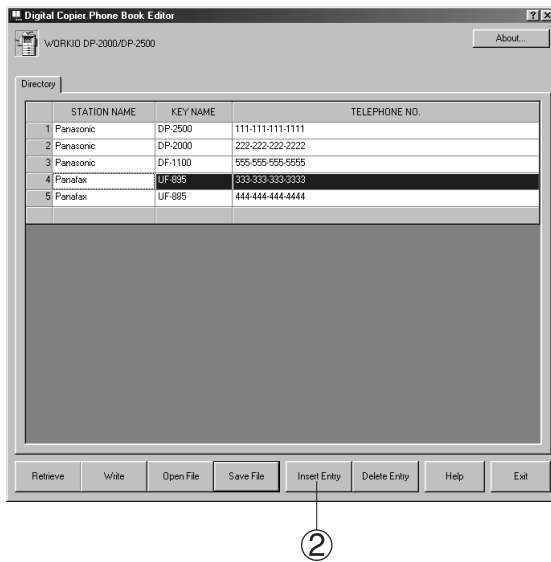 Digital Copier Phone Book Editor
WORKIO DP-2000/DP-2500
About...
Directory
STATION NAME KEY NAME TELEPHONE NO.
1 Panasonic DP-2500 111-111-111-1111
2 Panasonic DP-2000 222-222-222-2222
3 Panasonic DF-1100 555-555-555-5555
4 Panafax UF-895 333-333-333-3333
5 Panafax UF-885 444-444-444-4444
Retrieve Write Open File Save File Insert Entry Delete Entry Help Exit
②